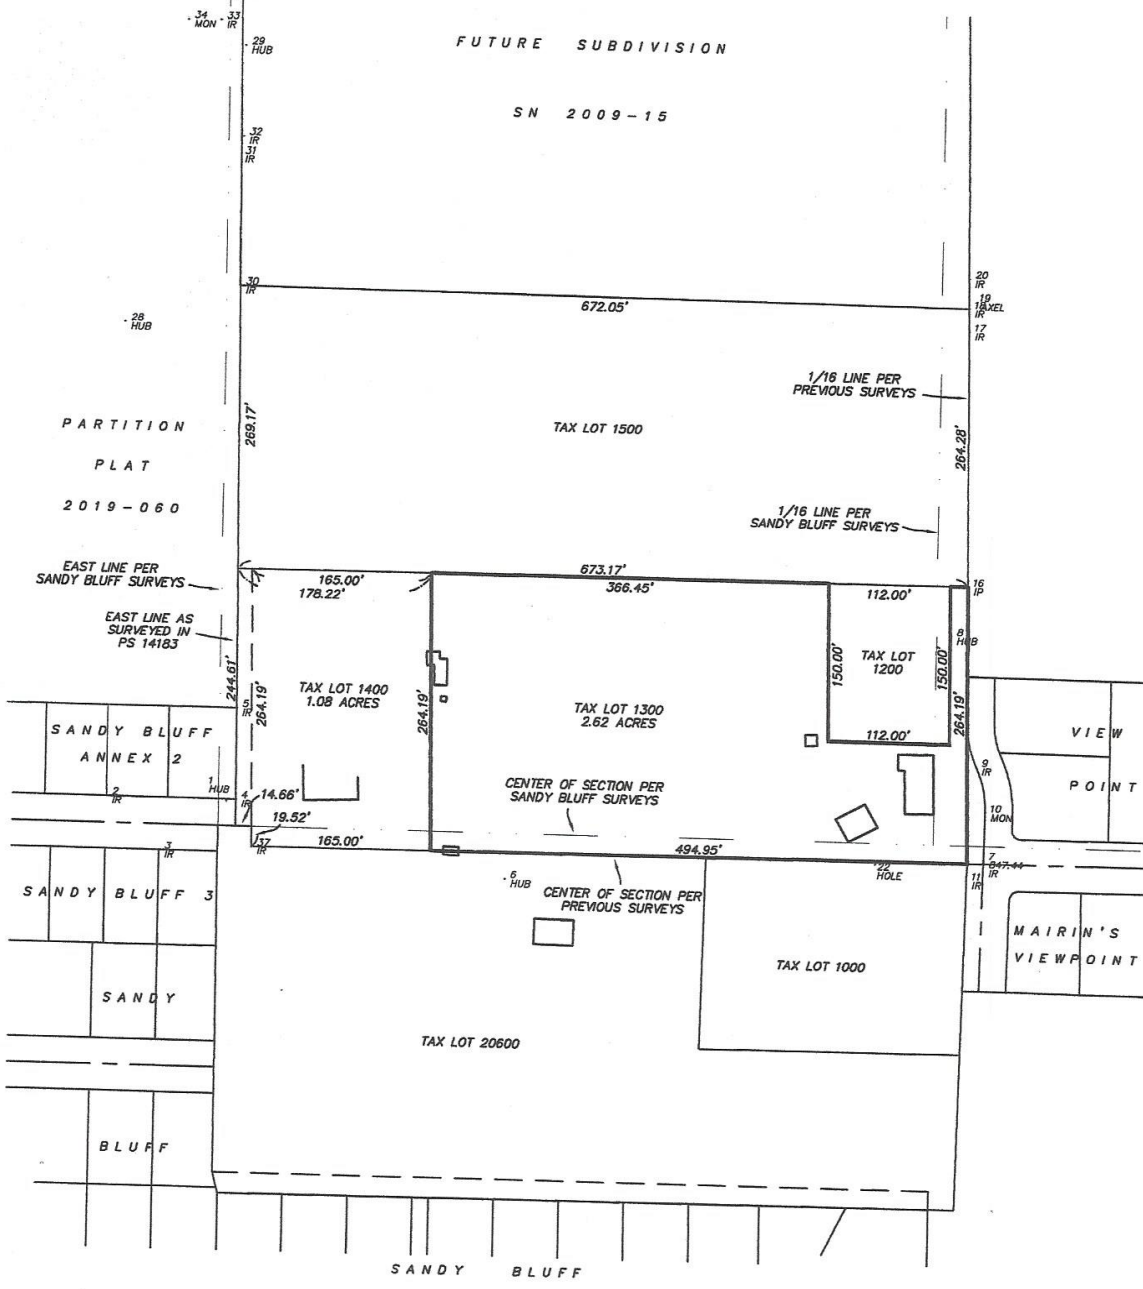 34
MON
33
IR
29
HUB
FUTURE SUBDIVISION
SN 2009-15
32
IR
31
IR
30
IR
672.05'
20
IR
19
AXEL
18
IR
17
IR
28
HUB
1/16 LINE PER
PREVIOUS SURVEYS
PARTITION
PLAT
2019-060
269.17'
TAX LOT 1500
264.28'
1/16 LINE PER
SANDY BLUFF SURVEYS
EAST LINE PER
SANDY BLUFF SURVEYS
165.00'
178.22'
673.17'
366.45'
112.00'
16
IP
EAST LINE AS
SURVEYED IN
PS 14183
8
HUB
244.61'
264.19'
TAX LOT 1400
1.08 ACRES
264.19'
TAX LOT 1300
2.62 ACRES
150.00'
TAX LOT
1200
150.00'
264.19'
5
IR
SANDY BLUFF
ANNEX 2
112.00'
VIEW
POINT
9
IR
1
HUB
2
IR
4
IR
14.66'
CENTER OF SECTION PER
SANDY BLUFF SURVEYS
10
MON
19.52'
37
IR
165.00'
494.95'
3
IR
7
847.44
IR
22
HOLE
11
IR
6
HUB
CENTER OF SECTION PER
PREVIOUS SURVEYS
SANDY BLUFF 3
MAIRIN'S
VIEWPOINT
TAX LOT 1000
SANDY
TAX LOT 20600
BLUFF
SANDY BLUFF